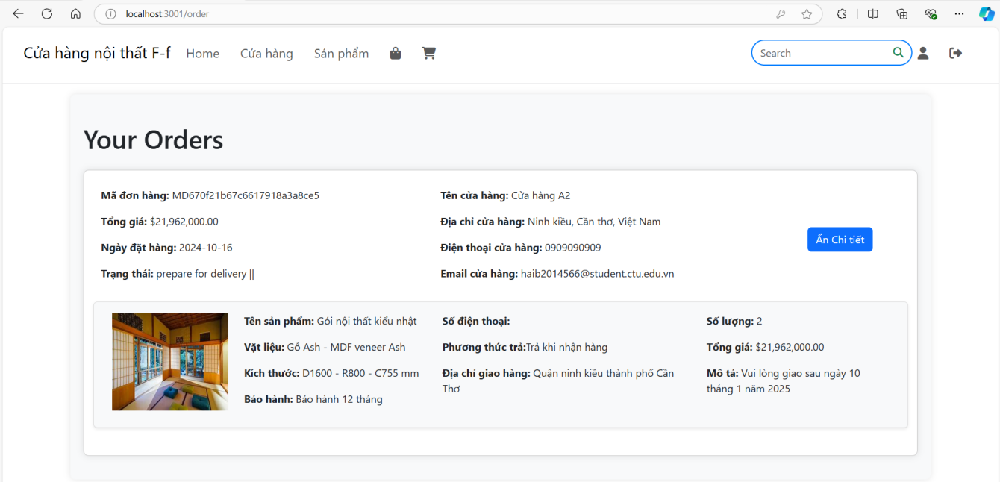 localhost:3001/order
Cửa hàng nội thất F-f Home Cửa hàng Sản phẩm Search
Your Orders
Mã đơn hàng: MD670f21b67c6617918a3a8ce5
Tổng giá: $21,962,000.00
Ngày đặt hàng: 2024-10-16
Trạng thái: prepare for delivery ||
Tên cửa hàng: Cửa hàng A2
Địa chỉ cửa hàng: Ninh kiều, Cần thơ, Việt Nam
Điện thoại cửa hàng: 0909090909
Email cửa hàng: haib2014566@student.ctu.edu.vn
Ẩn Chi tiết
Tên sản phẩm: Gói nội thất kiểu nhật
Vật liệu: Gỗ Ash - MDF veneer Ash
Kích thước: D1600 - R800 - C755 mm
Bảo hành: Bảo hành 12 tháng
Số điện thoại:
Phương thức trả:Trả khi nhận hàng
Địa chỉ giao hàng: Quận ninh kiều thành phố Cần
Thơ
Số lượng: 2
Tổng giá: $21,962,000.00
Mô tả: Vui lòng giao sau ngày 10
tháng 1 năm 2025